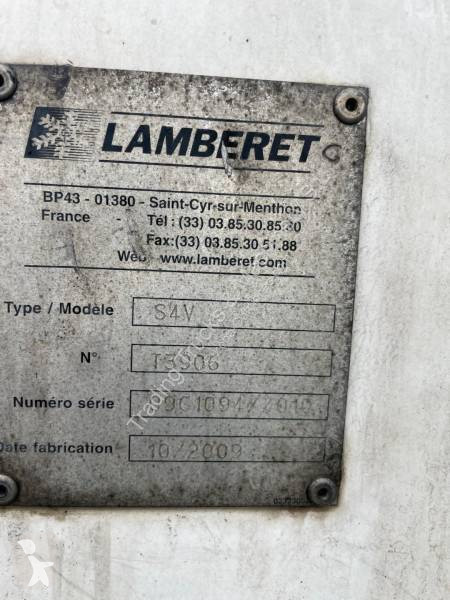 LAMBERET
BP43 - 01380 - Saint-Cyr-sur-Menthon
France - Tél : (33) 03.85.30.85.30
Fax:(33) 03.85.30.51.88
Web www.lamberet.com
Type / Modèle S4V
N°
Numéro série
Date fabrication 10/2009